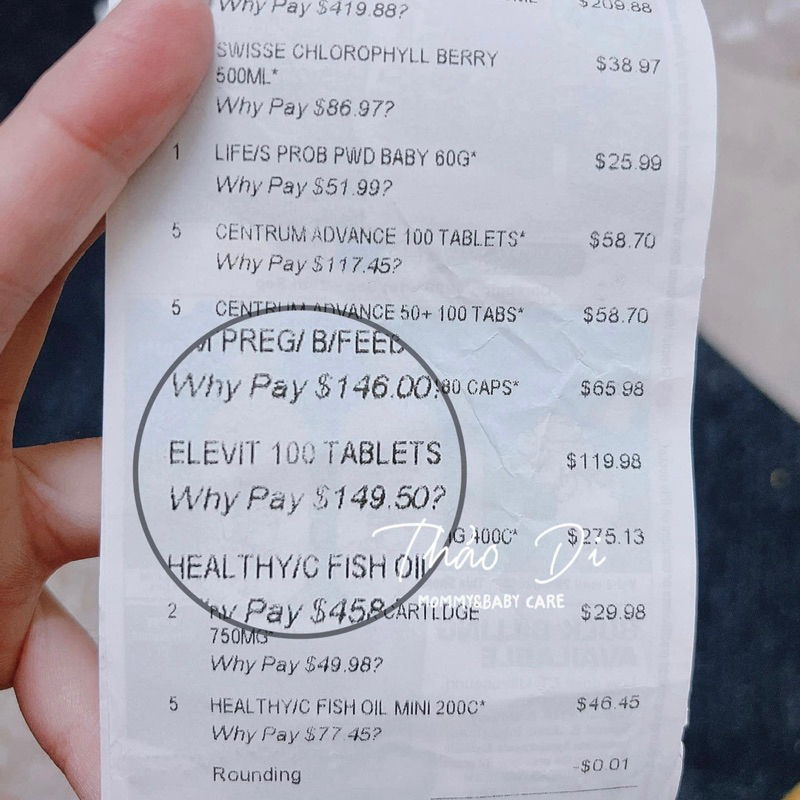 $209.88
Why Pay $419.88?
SWISSE CHLOROPHYLL BERRY $38.97
500ML*
Why Pay $86.97?
1 LIFE/S PROB PWD BABY 60G* $25.99
Why Pay $51.99?
5 CENTRUM ADVANCE 100 TABLETS* $58.70
Why Pay $117.45?
5 CENTRUM ADVANCE 50+ 100 TABS* $58.70
PREG/ B/FEED
Why Pay $146.00
80 CAPS* $65.98
ELEVIT 100 TABLETS $119.98
Why Pay $149.50?
400C* $275.13
HEALTHY/C FISH OIL
Thảo Di
MOMMY&BABY CARE
Pay $458
2 CARTLDGE $29.98
750MG*
Why Pay $49.98?
5 HEALTHY/C FISH OIL MINI 200C* $46.45
Why Pay $77.45?
Rounding -$0.01